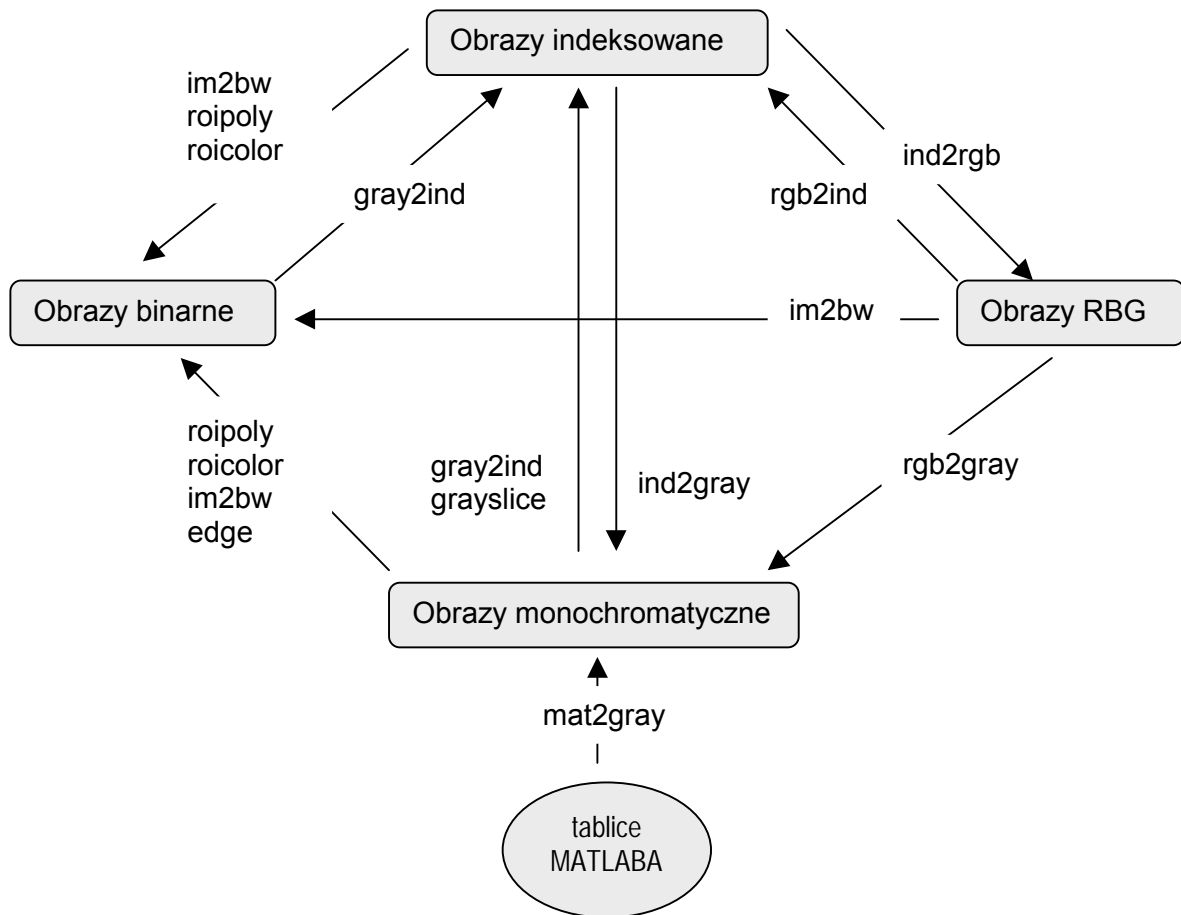 Obrazy indeksowane
im2bw
roipoly
roicolor
gray2ind
rgb2ind
ind2rgb
Obrazy binarne
im2bw
Obrazy RBG
roipoly
roicolor
im2bw
edge
gray2ind
grayslice
ind2gray
rgb2gray
Obrazy monochromatyczne
mat2gray
tablice
MATLABA